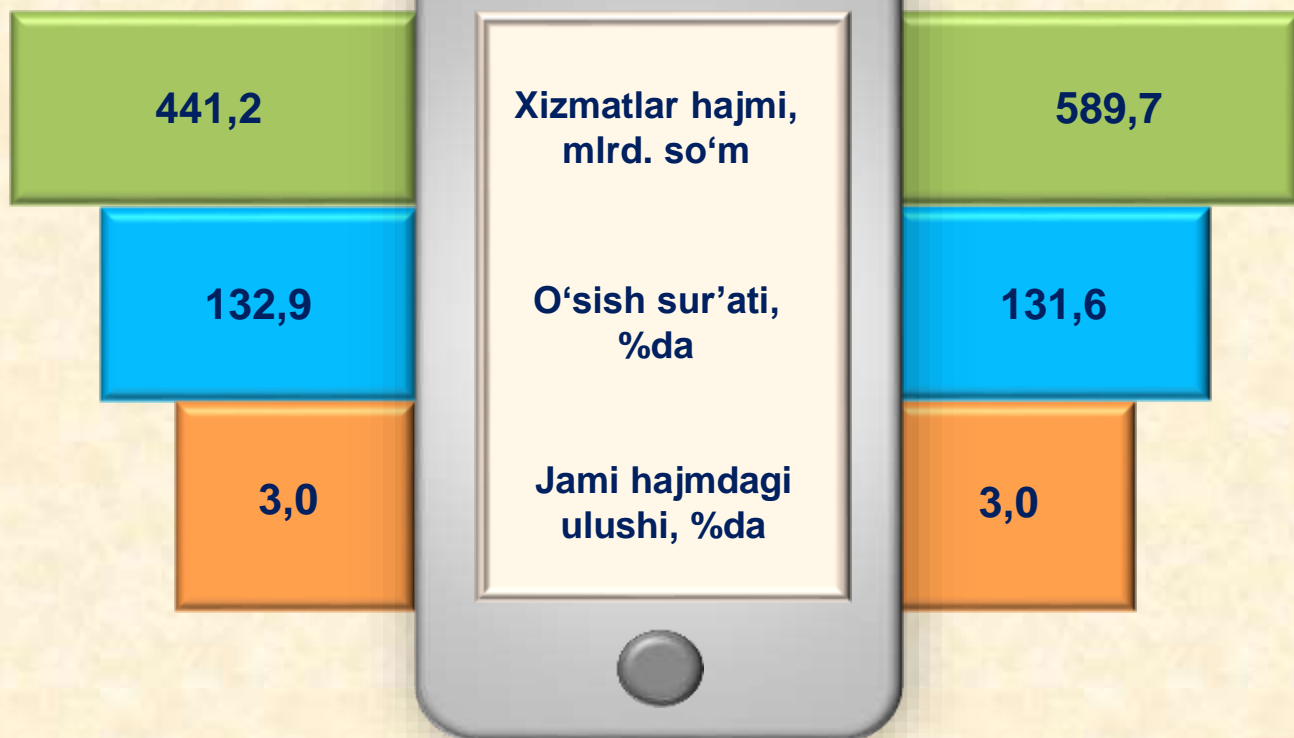 441,2
Xizmatlar hajmi,
mlrd. so‘m
589,7
132,9
O‘sish sur’ati,
%da
131,6
3,0
Jami hajmdagi
ulushi, %da
3,0